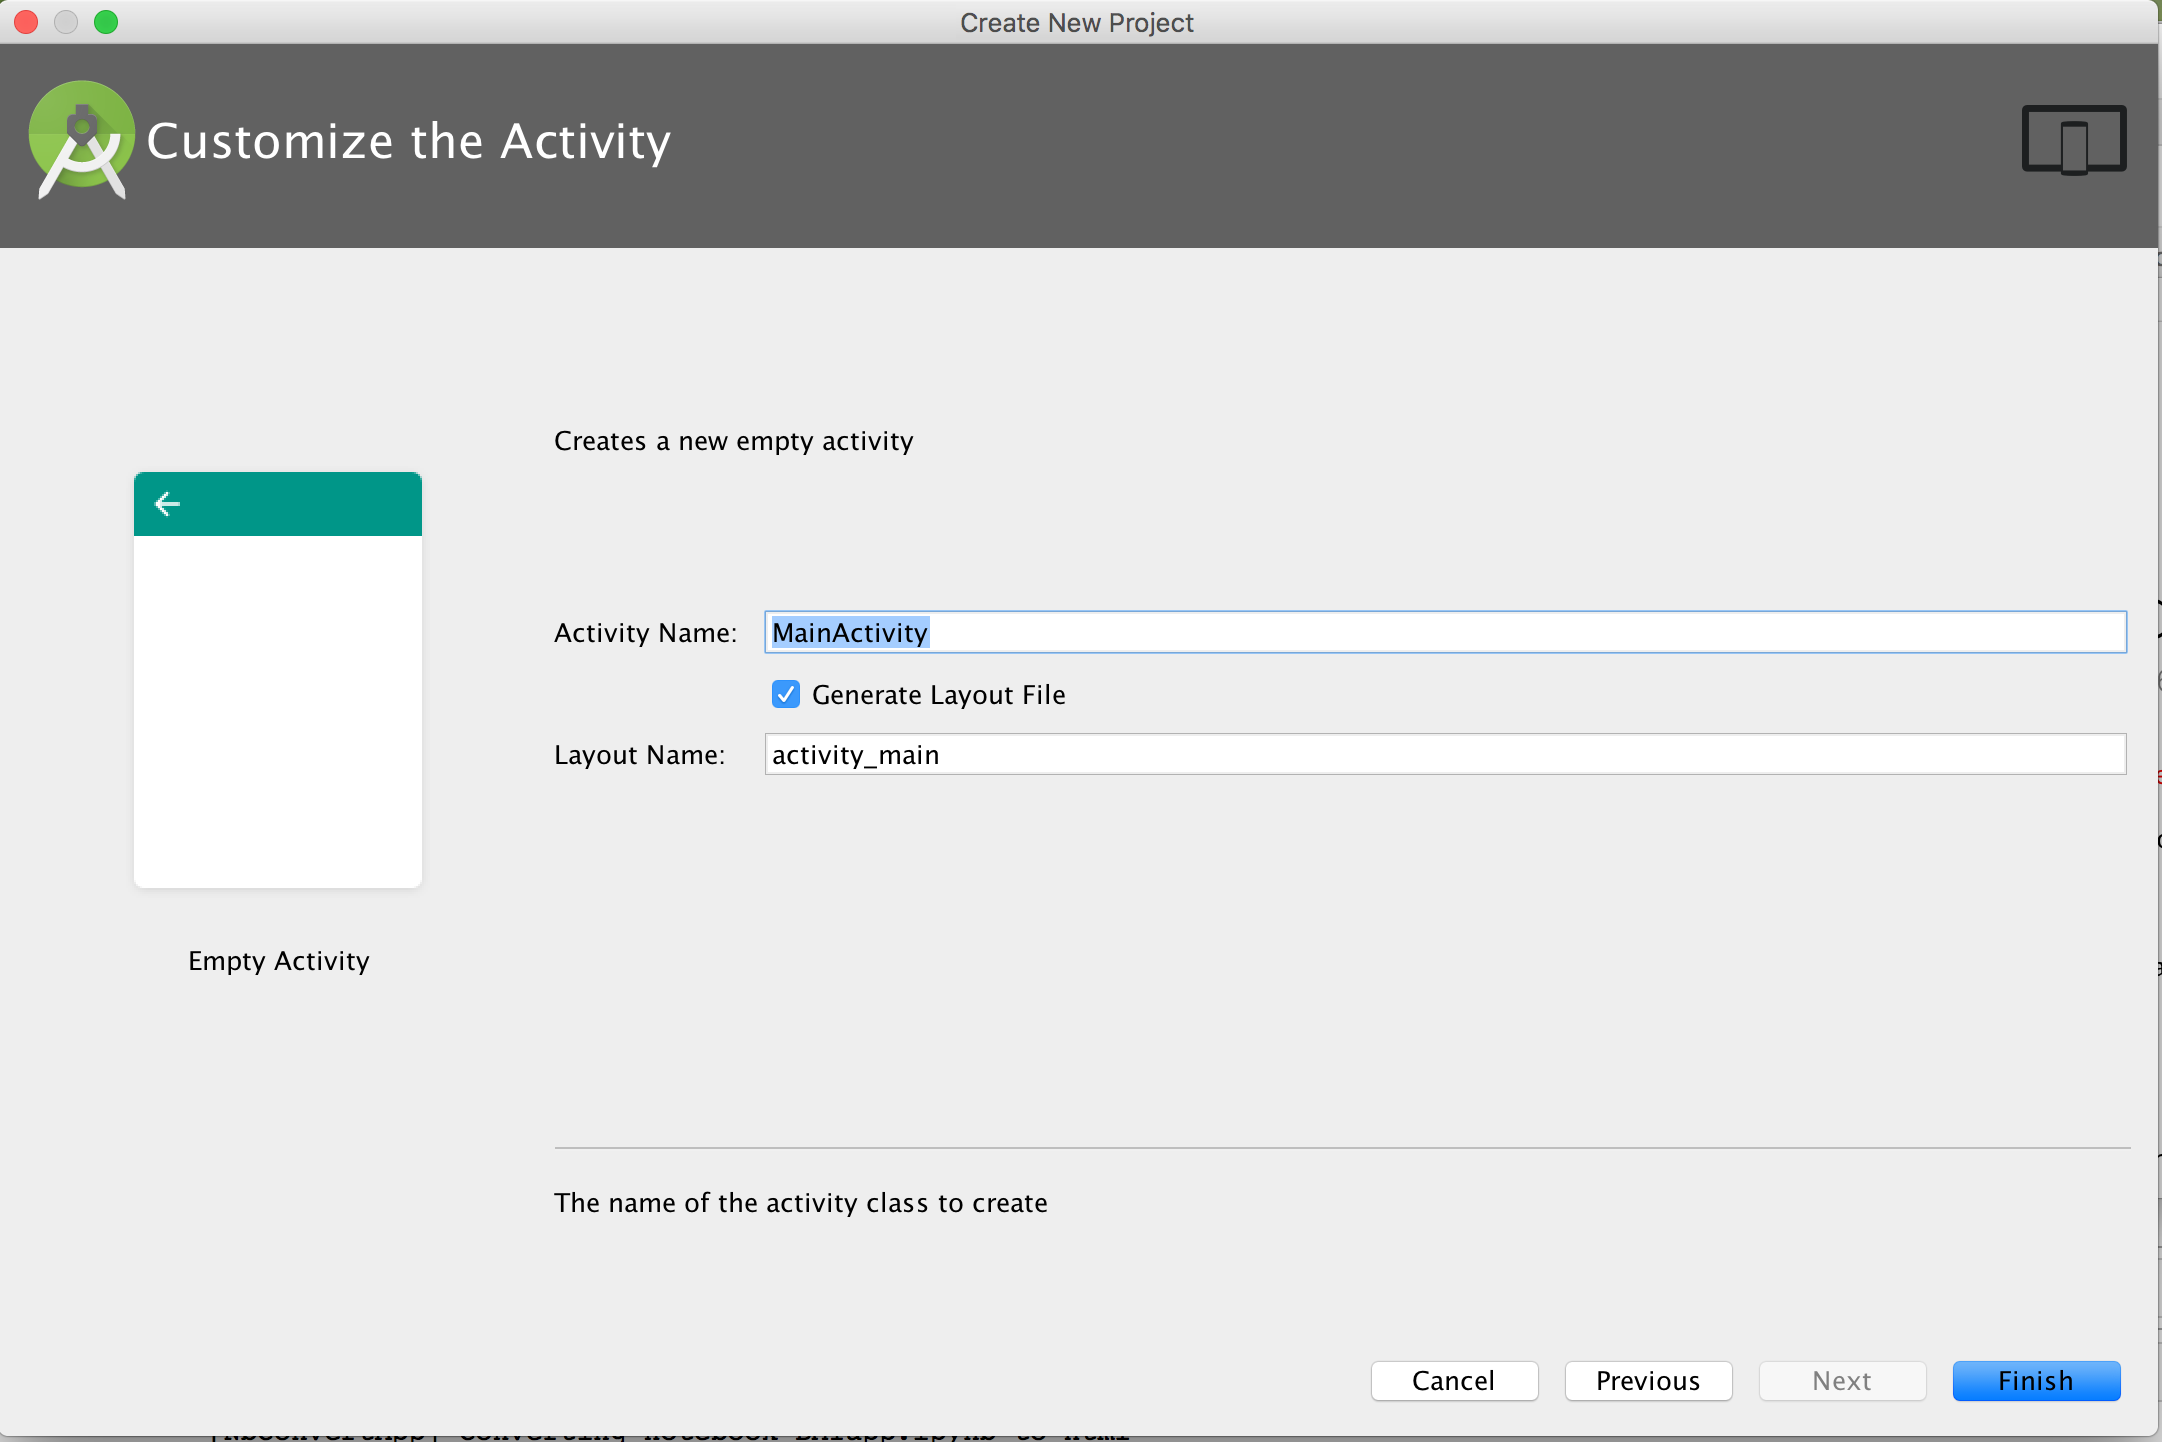 Create New Project
Customize the Activity
Creates a new empty activity
Activity Name: MainActivity
Generate Layout File
Layout Name: activity_main
Empty Activity
The name of the activity class to create
Cancel Previous Next Finish